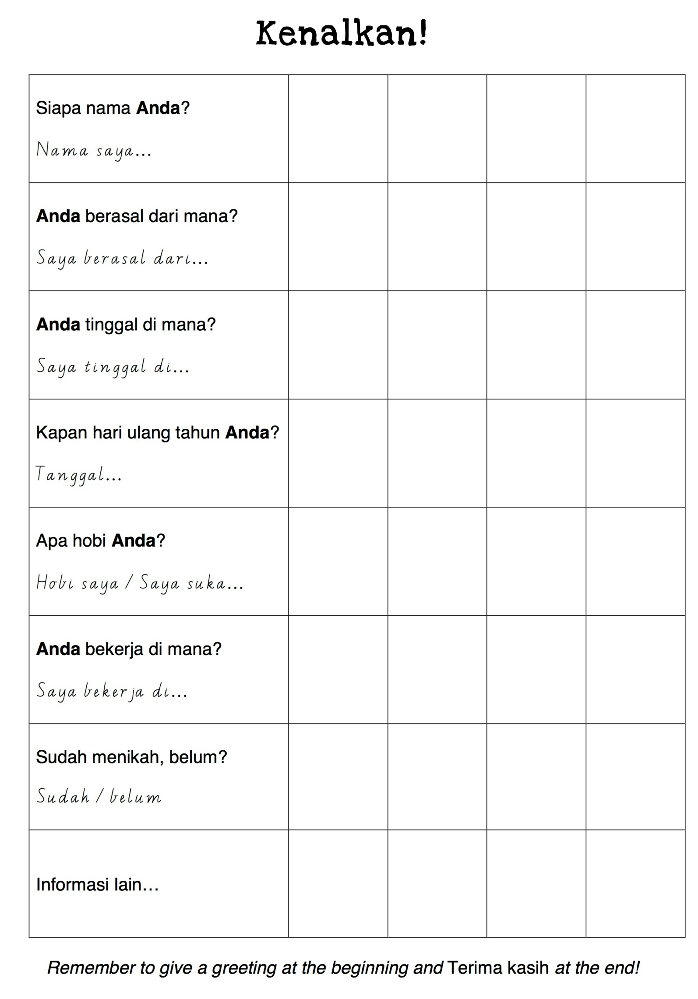 Kenalkan!
Siapa nama Anda?
Nama saya...
Anda berasal dari mana?
Saya berasal dari...
Anda tinggal di mana?
Saya tinggal di...
Kapan hari ulang tahun Anda?
Tanggal...
Apa hobi Anda?
Hobi saya / Saya suka...
Anda bekerja di mana?
Saya bekerja di...
Sudah menikah, belum?
Sudah / belum
Informasi lain…
Remember to give a greeting at the beginning and Terima kasih at the end!